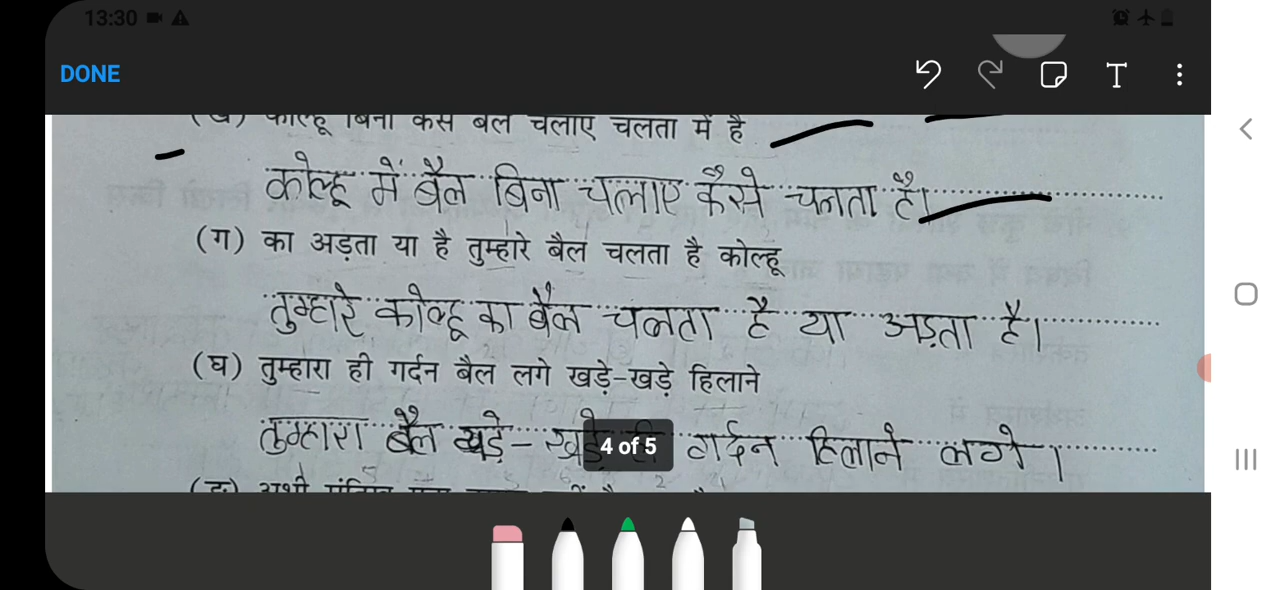 13:30
DONE
T
(ख) कोल्हू बिना कैसे बैल चलाए चलता में है
कोल्हू में बैल बिना चलाए कैसे चलता है।
(ग) का अड़ता या है तुम्हारे बैल चलता है कोल्हू
तुम्हारे कोल्हू का बैल चलता है या अड़ता है।
(घ) तुम्हारा ही गर्दन बैल लगे खड़े-खड़े हिलाने
तुम्हारा बैल खड़े-खड़े ही गर्दन हिलाने लगे।
4 of 5
(ङ)